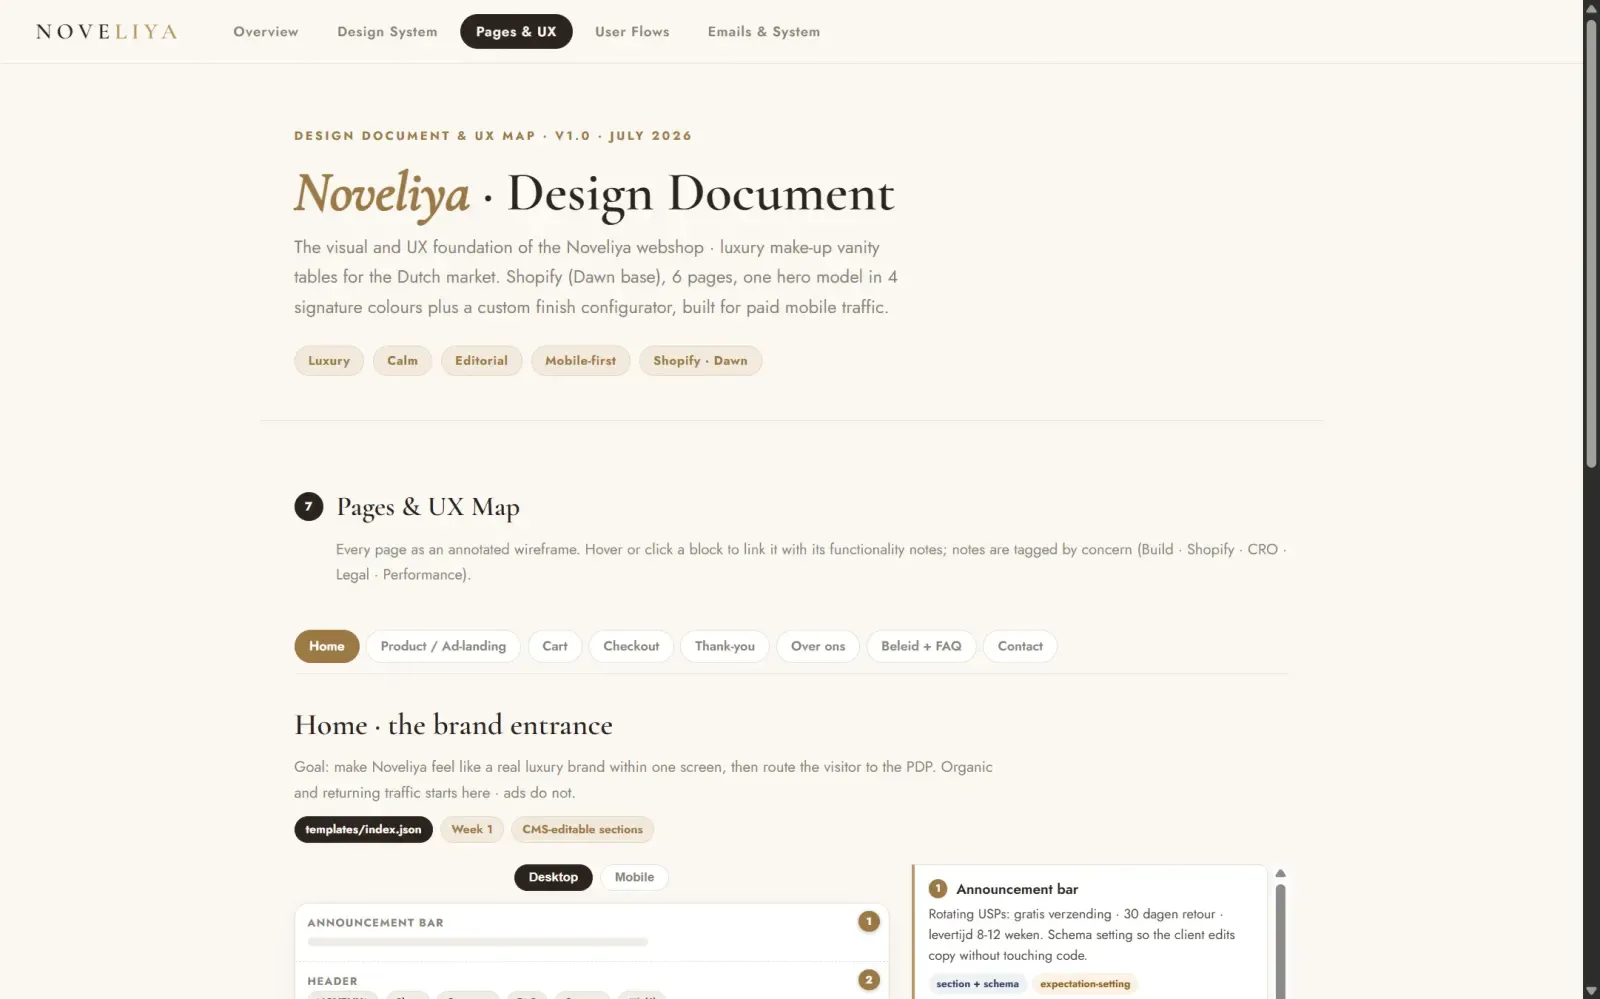 NOVELIYA
Overview
Design System
Pages & UX
User Flows
Emails & System
DESIGN DOCUMENT & UX MAP · V1.0 · JULY 2026
Noveliya · Design Document
The visual and UX foundation of the Noveliya webshop · luxury make-up vanity
tables for the Dutch market. Shopify (Dawn base), 6 pages, one hero model in 4
signature colours plus a custom finish configurator, built for paid mobile traffic.
Luxury
Calm
Editorial
Mobile-first
Shopify · Dawn
7 Pages & UX Map
Every page as an annotated wireframe. Hover or click a block to link it with its functionality notes; notes are tagged by concern (Build · Shopify · CRO ·
Legal · Performance).
Home
Product / Ad-landing
Cart
Checkout
Thank-you
Over ons
Beleid + FAQ
Contact
Home · the brand entrance
Goal: make Noveliya feel like a real luxury brand within one screen, then route the visitor to the PDP. Organic
and returning traffic starts here · ads do not.
templates/index.json
Week 1
CMS-editable sections
Desktop
Mobile
ANNOUNCEMENT BAR
1
HEADER
2
1 Announcement bar
Rotating USPs: gratis verzending · 30 dagen retour ·
levertijd 8-12 weken. Schema setting so the client edits
copy without touching code.
section + schema
expectation-setting